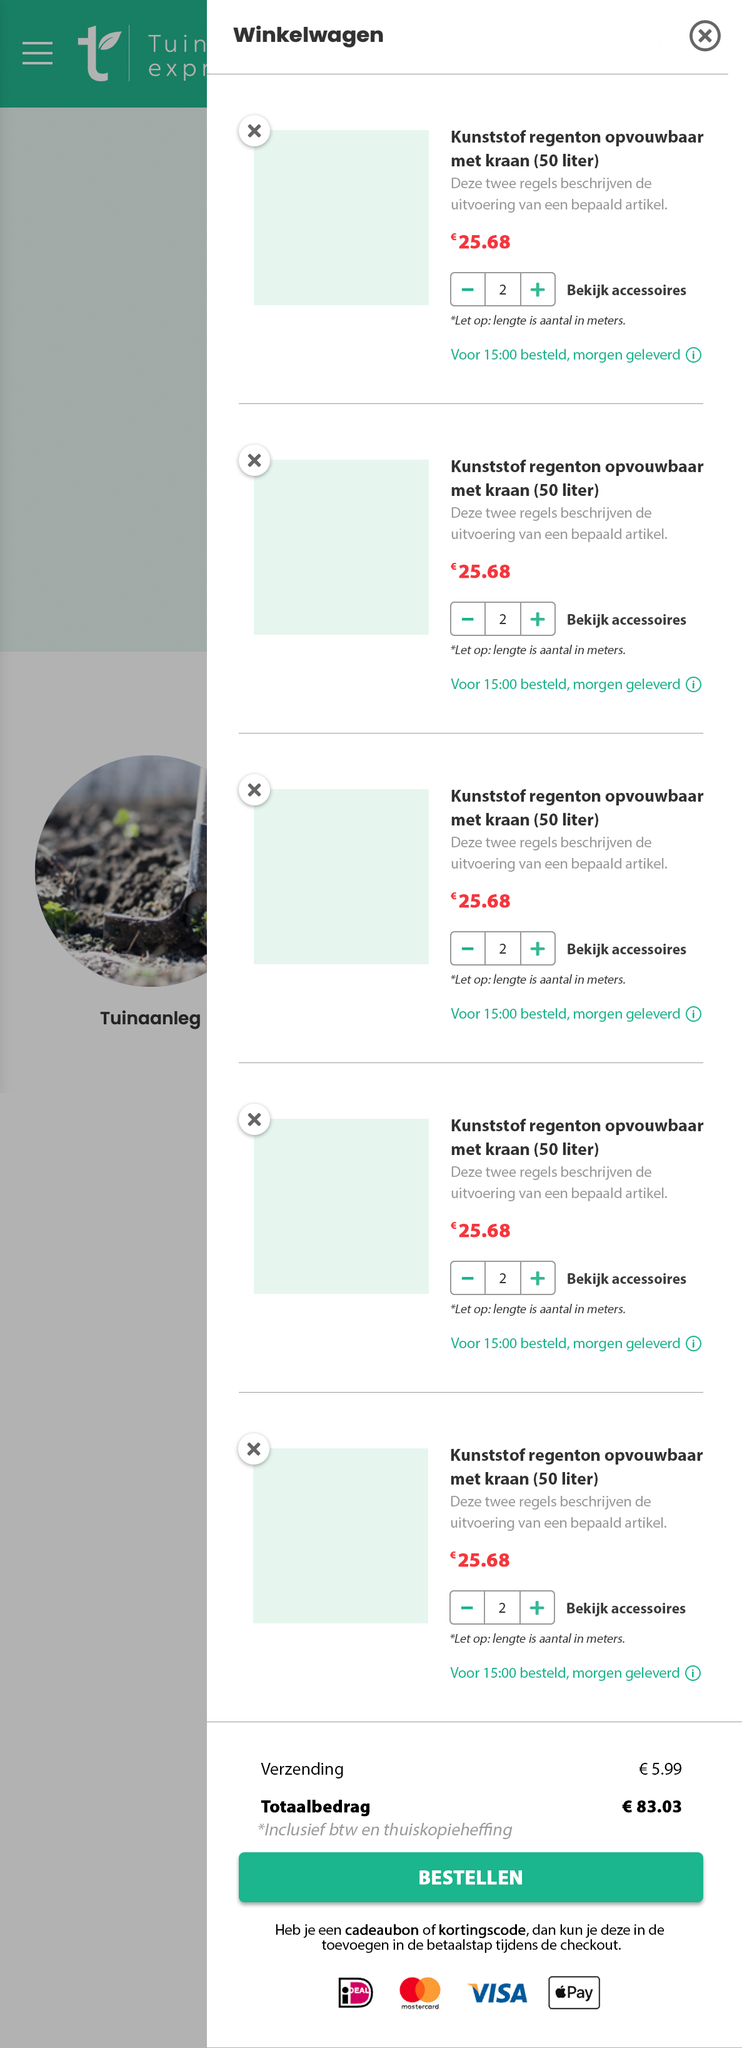 Winkelwagen
Tuin
expr
Kunststof regenton opvouwbaar
met kraan (50 liter)
Deze twee regels beschrijven de
uitvoering van een bepaald artikel.
€25.68
2
Bekijk accessoires
*Let op: lengte is aantal in meters.
Voor 15:00 besteld, morgen geleverd
Kunststof regenton opvouwbaar
met kraan (50 liter)
Deze twee regels beschrijven de
uitvoering van een bepaald artikel.
€25.68
2
Bekijk accessoires
*Let op: lengte is aantal in meters.
Voor 15:00 besteld, morgen geleverd
Kunststof regenton opvouwbaar
met kraan (50 liter)
Deze twee regels beschrijven de
uitvoering van een bepaald artikel.
€25.68
2
Bekijk accessoires
*Let op: lengte is aantal in meters.
Voor 15:00 besteld, morgen geleverd
Tuinaanleg
Kunststof regenton opvouwbaar
met kraan (50 liter)
Deze twee regels beschrijven de
uitvoering van een bepaald artikel.
€25.68
2
Bekijk accessoires
*Let op: lengte is aantal in meters.
Voor 15:00 besteld, morgen geleverd
Kunststof regenton opvouwbaar
met kraan (50 liter)
Deze twee regels beschrijven de
uitvoering van een bepaald artikel.
€25.68
2
Bekijk accessoires
*Let op: lengte is aantal in meters.
Voor 15:00 besteld, morgen geleverd
Verzending € 5.99
Totaalbedrag € 83.03
*Inclusief btw en thuiskopieheffing
BESTELLEN
Heb je een cadeaubon of kortingscode, dan kun je deze in de
toevoegen in de betaalstap tijdens de checkout.
iDEAL
mastercard
VISA
Pay